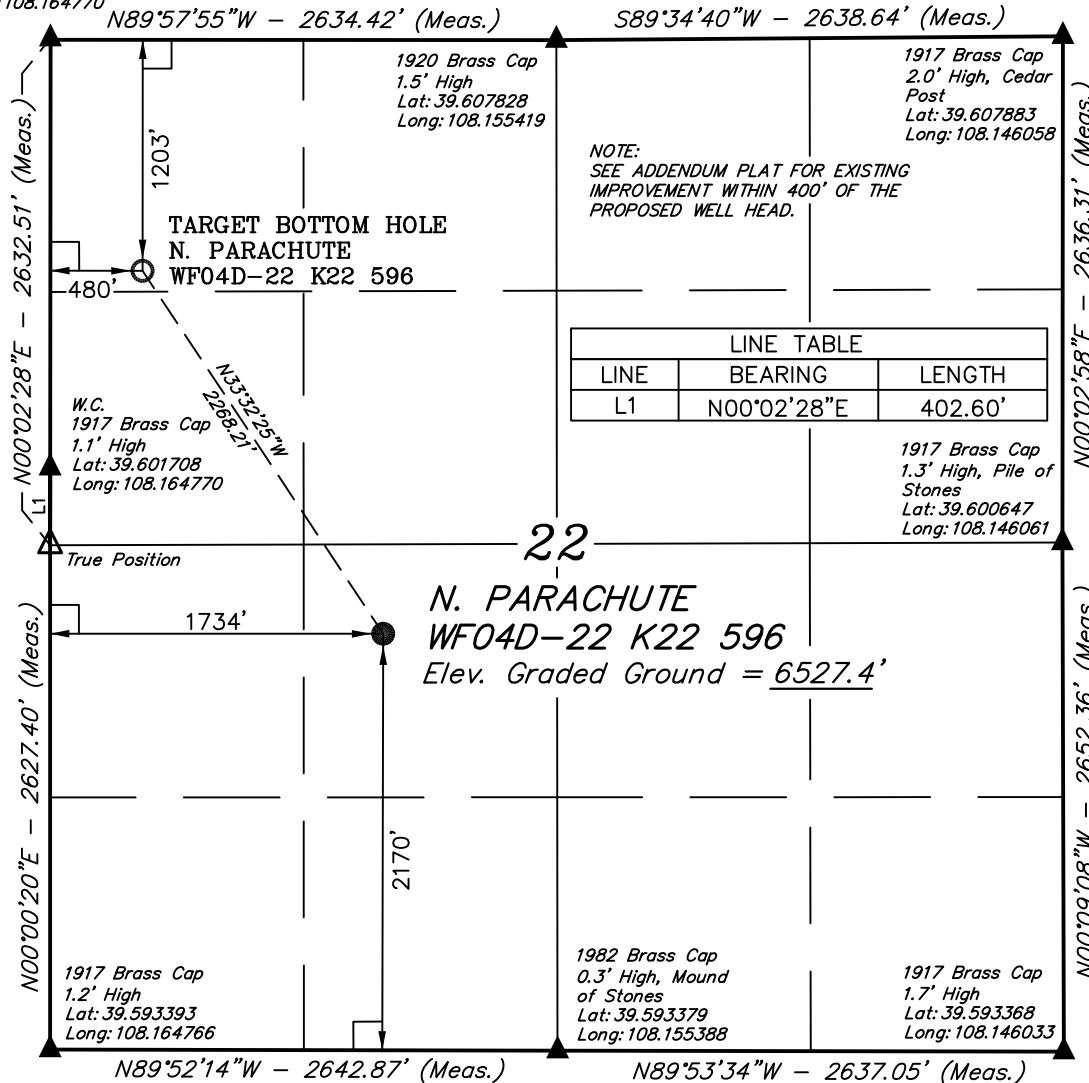 108.164770
N89°57'55"W - 2634.42' (Meas.)
S89°34'40"W - 2638.64' (Meas.)
1920 Brass Cap
1.5' High
Lat: 39.607828
Long: 108.155419
1917 Brass Cap
2.0' High, Cedar
Post
Lat: 39.607883
Long: 108.146058
N00°02'28"E - 2632.51' (Meas.)
1203'
NOTE:
SEE ADDENDUM PLAT FOR EXISTING
IMPROVEMENT WITHIN 400' OF THE
PROPOSED WELL HEAD.
N00°02'58"E - 2636.31' (Meas.)
TARGET BOTTOM HOLE
N. PARACHUTE
WF04D-22 K22 596
480'
LINE TABLE
LINE BEARING LENGTH
L1 N00°02'28"E 402.60'
N33°32'25"W
2268.21'
W.C.
1917 Brass Cap
1.1' High
Lat: 39.601708
Long: 108.164770
1917 Brass Cap
1.3' High, Pile of
Stones
Lat: 39.600647
Long: 108.146061
L1
22
True Position
N. PARACHUTE
WF04D-22 K22 596
Elev. Graded Ground = 6527.4'
1734'
N00°00'20"E - 2627.40' (Meas.)
2170'
N00°09'08"W - 2652.36' (Meas.)
1917 Brass Cap
1.2' High
Lat: 39.593393
Long: 108.164766
1982 Brass Cap
0.3' High, Mound
of Stones
Lat: 39.593379
Long: 108.155388
1917 Brass Cap
1.7' High
Lat: 39.593368
Long: 108.146033
N89°52'14"W - 2642.87' (Meas.)
N89°53'34"W - 2637.05' (Meas.)